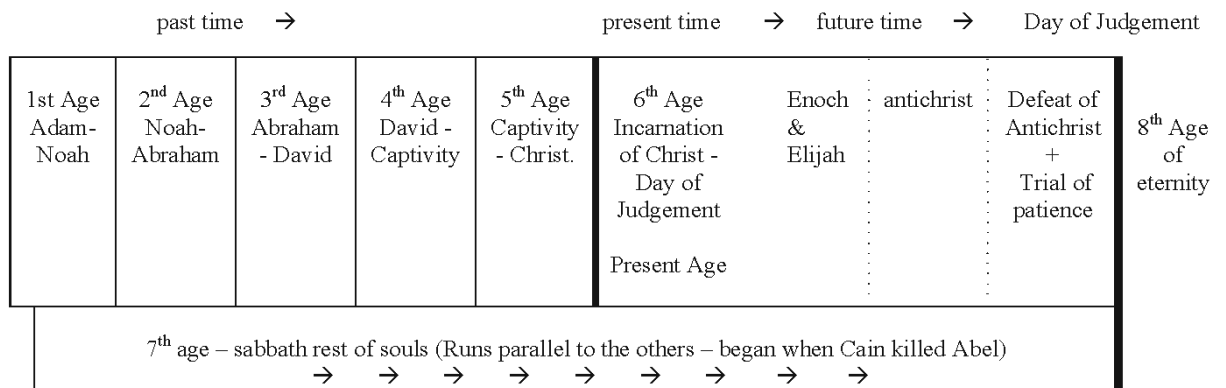 past time → present time → future time → Day of Judgement
1st Age
Adam-
Noah
2nd Age
Noah-
Abraham
3rd Age
Abraham
- David
4th Age
David -
Captivity
5th Age
Captivity
- Christ.
6th Age
Incarnation
of Christ -
Day of
Judgement
Present Age
Enoch
&
Elijah
antichrist
Defeat of
Antichrist
+
Trial of
patience
8th Age
of
eternity
7th age – sabbath rest of souls (Runs parallel to the others – began when Cain killed Abel)
→ → → → → → → → →